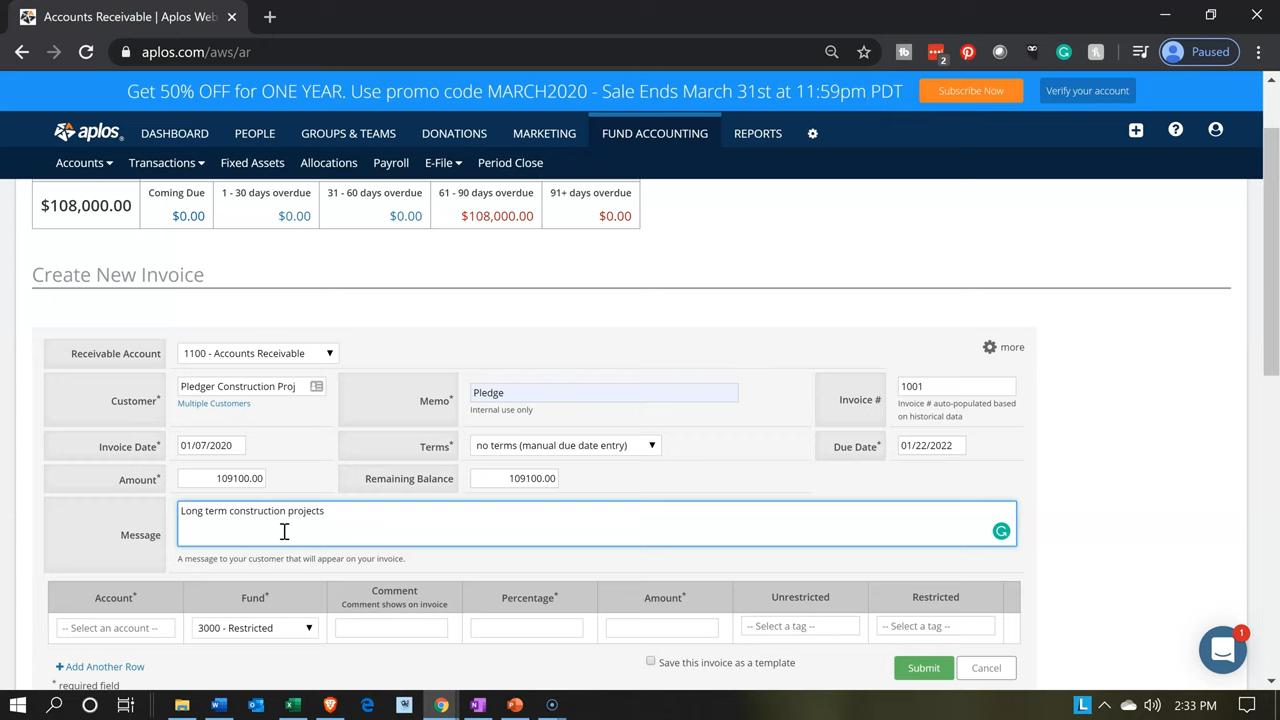 Accounts Receivable | Aplos Web
aplos.com/aws/ar
2
Paused
Get 50% OFF for ONE YEAR. Use promo code MARCH2020 - Sale Ends March 31st at 11:59pm PDT
Subscribe Now
Verify your account
aplos
DASHBOARD PEOPLE GROUPS & TEAMS DONATIONS MARKETING FUND ACCOUNTING REPORTS
Accounts Transactions Fixed Assets Allocations Payroll E-File Period Close
Coming Due 1 - 30 days overdue 31 - 60 days overdue 61 - 90 days overdue 91+ days overdue
$108,000.00 $0.00 $0.00 $0.00 $108,000.00 $0.00
Create New Invoice
Receivable Account 1100 - Accounts Receivable more
Customer* Pledger Construction Proj Memo* Pledge Invoice # 1001
Multiple Customers Internal use only Invoice # auto-populated based
on historical data
Invoice Date* 01/07/2020 Terms* no terms (manual due date entry) Due Date* 01/22/2022
Amount* 109100.00 Remaining Balance 109100.00
Message Long term construction projects
A message to your customer that will appear on your invoice.
Account* Fund* Comment Percentage* Amount* Unrestricted Restricted
Comment shows on invoice
-- Select an account -- 3000 - Restricted -- Select a tag -- -- Select a tag --
Add Another Row Save this invoice as a template Submit Cancel
* required field
1
2:33 PM